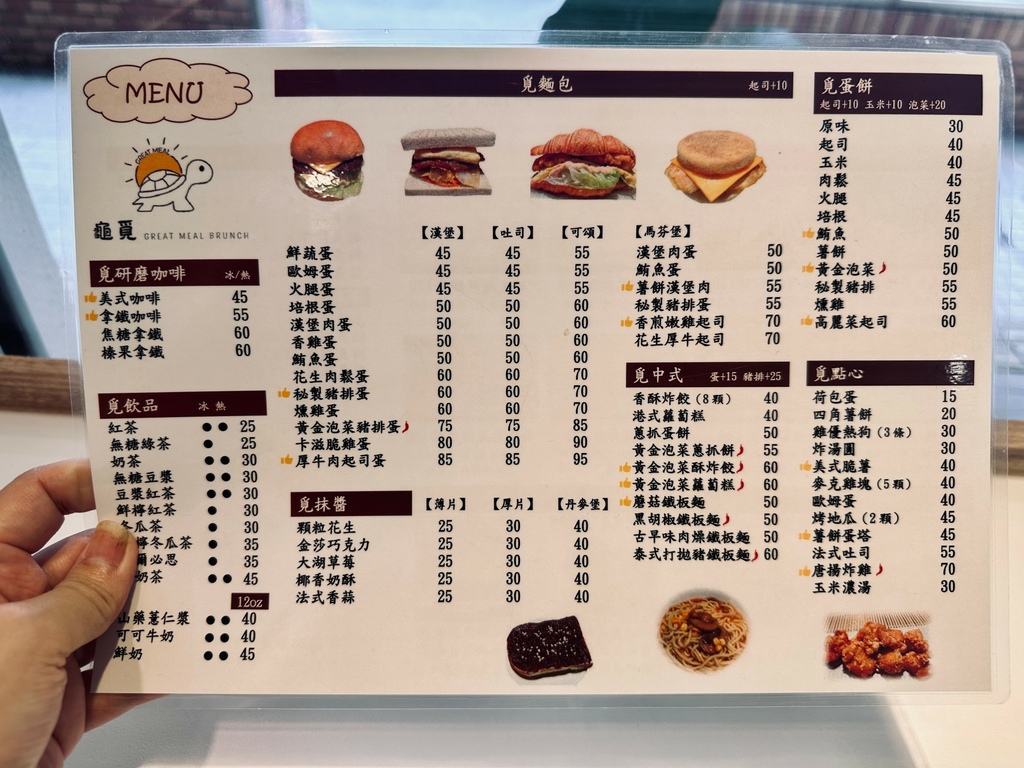 MENU
GREAT MEAL
龜覓 GREAT MEAL BRUNCH
覓研磨咖啡 冰/熱
美式咖啡 45
拿鐵咖啡 55
焦糖拿鐵 60
榛果拿鐵 60
覓飲品 冰 熱
紅茶 ●● 25
無糖綠茶 ● 25
奶茶 ●● 30
無糖豆漿 ●● 30
豆漿紅茶 ●● 30
鮮檸紅茶 ● 30
冬瓜茶 ● 30
檸冬瓜茶 ● 35
必思 ● 35
奶茶 ●● 45
12oz
山藥薏仁漿 ●● 40
可可牛奶 ●● 40
鮮奶 ●● 45
覓麵包 起司+10
【漢堡】 【吐司】 【可頌】
鮮蔬蛋 45 45 55
歐姆蛋 45 45 55
火腿蛋 45 45 55
培根蛋 50 50 60
漢堡肉蛋 50 50 60
香雞蛋 50 50 60
鮪魚蛋 50 50 60
花生肉鬆蛋 60 60 70
秘製豬排蛋 60 60 70
燻雞蛋 60 60 70
黃金泡菜豬排蛋 75 75 85
卡滋脆雞蛋 80 80 90
厚牛肉起司蛋 85 85 95
【馬芬堡】
漢堡肉蛋 50
鮪魚蛋 50
薯餅漢堡肉 55
秘製豬排蛋 55
香煎嫩雞起司 70
花生厚牛起司 70
覓抹醬 【薄片】 【厚片】 【丹麥堡】
顆粒花生 25 30 40
金莎巧克力 25 30 40
大湖草莓 25 30 40
椰香奶酥 25 30 40
法式香蒜 25 30 40
覓中式 蛋+15 豬排+25
香酥炸餃(8顆) 40
港式蘿蔔糕 40
蔥抓蛋餅 50
黃金泡菜蔥抓餅 55
黃金泡菜酥炸餃 60
黃金泡菜蘿蔔糕 60
蘑菇鐵板麵 50
黑胡椒鐵板麵 50
古早味肉燥鐵板麵 50
泰式打拋豬鐵板麵 60
覓蛋餅
起司+10 玉米+10 泡菜+20
原味 30
起司 40
玉米 40
肉鬆 45
火腿 45
培根 45
鮪魚 50
薯餅 50
黃金泡菜 50
秘製豬排 55
燻雞 55
高麗菜起司 60
覓點心
荷包蛋 15
四角薯餅 20
雞優熱狗(3條) 30
炸湯圓 30
美式脆薯 40
麥克雞塊(5顆) 40
歐姆蛋 40
烤地瓜(2顆) 45
薯餅蛋塔 45
法式吐司 55
唐揚炸雞 70
玉米濃湯 30